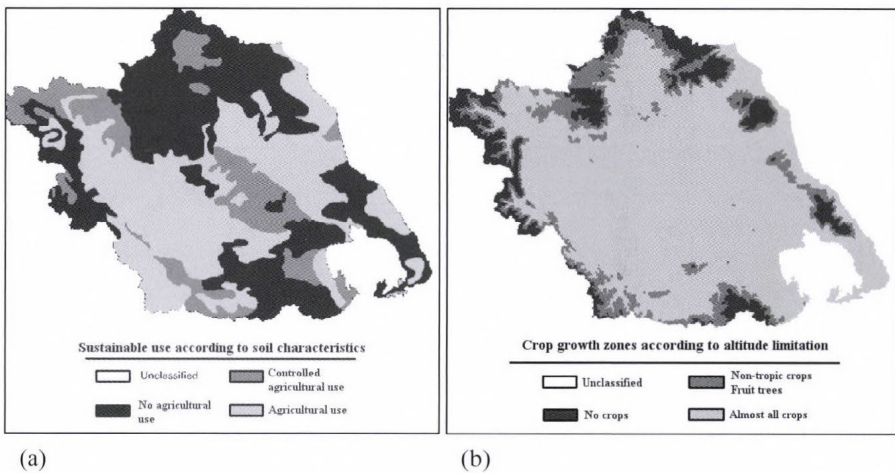 Sustainable use according to soil characteristics
Unclassified
Controlled
agricultural use
No agricultural
use
Agricultural use
(a)
Crop growth zones according to altitude limitation
Unclassified
Non-tropic crops
Fruit trees
No crops
Almost all crops
(b)